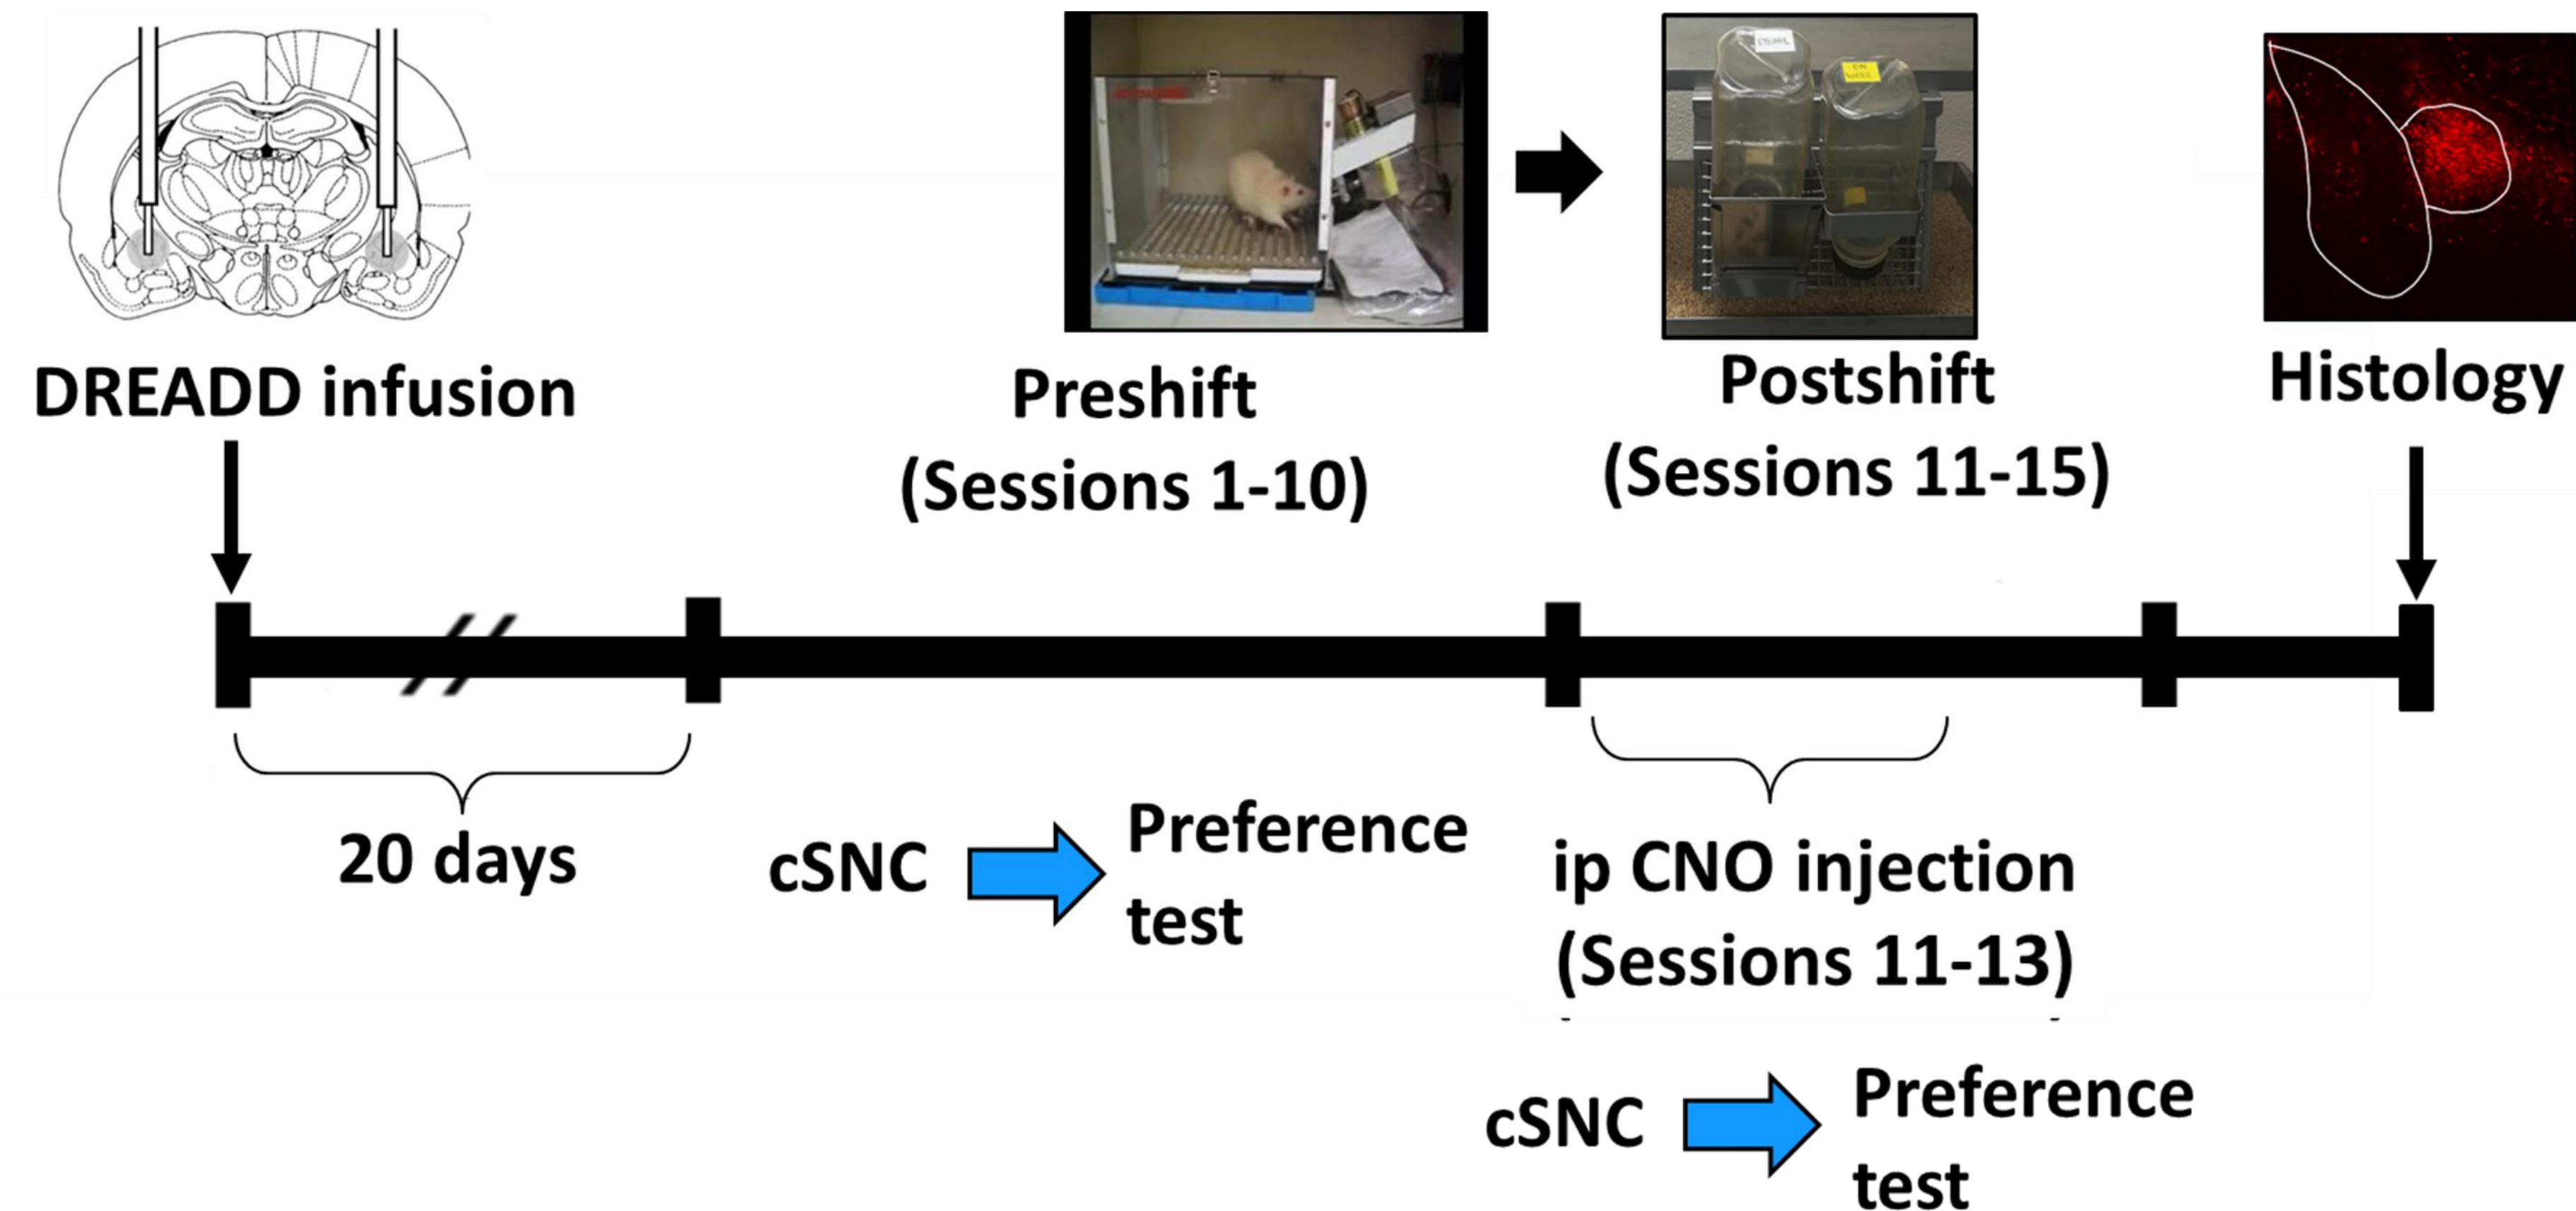 DREADD infusion
Preshift
(Sessions 1-10)
Postshift
(Sessions 11-15)
Histology
20 days
cSNC
Preference
test
ip CNO injection
(Sessions 11-13)
cSNC
Preference
test